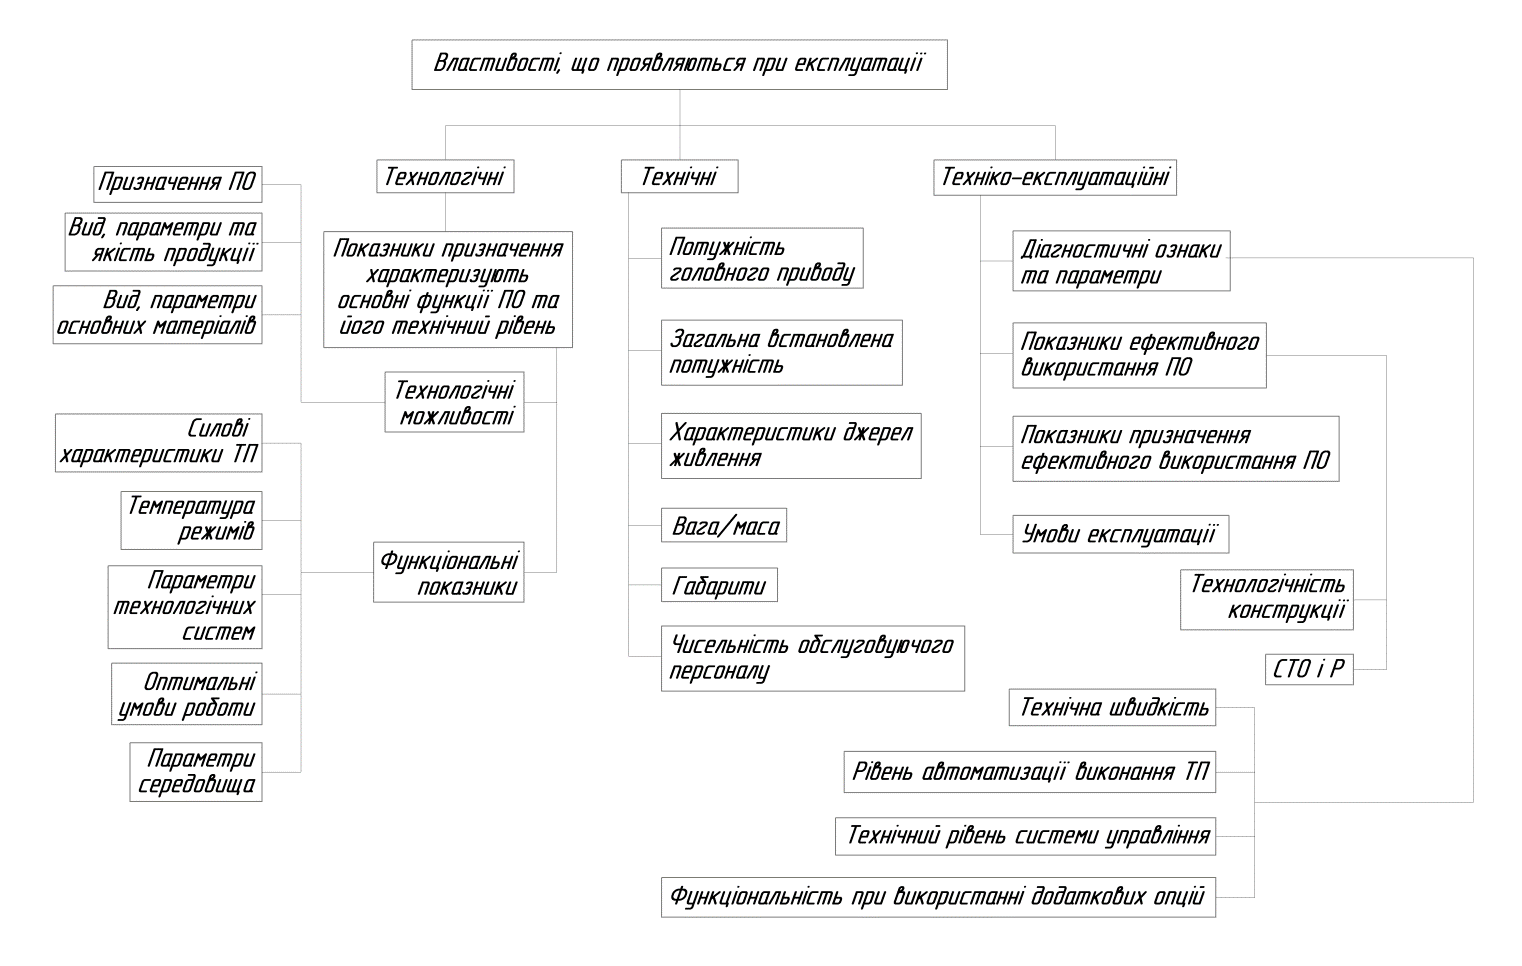 Властивості, що проявляються при експлуатації
Технологічні
Технічні
Техніко-експлуатаційні
Призначення ПО
Вид, параметри та
якість продукції
Вид, параметри
основних матеріалів
Показники призначення
характеризують
основні функції ПО та
його технічний рівень
Технологічні
можливості
Силові
характеристики ТП
Температура
режимів
Параметри
технологічних
систем
Оптимальні
умови роботи
Параметри
середовища
Функціональні
показники
Потужність
головного приводу
Загальна встановлена
потужність
Характеристики джерел
живлення
Вага/маса
Габарити
Чисельність обслуговуючого
персоналу
Діагностичні ознаки
та параметри
Показники ефективного
використання ПО
Показники призначення
ефективного використання ПО
Умови експлуатації
Технологічність
конструкції
СТО і Р
Технічна швидкість
Рівень автоматизації виконання ТП
Технічний рівень системи управління
Функціональність при використанні додаткових опцій